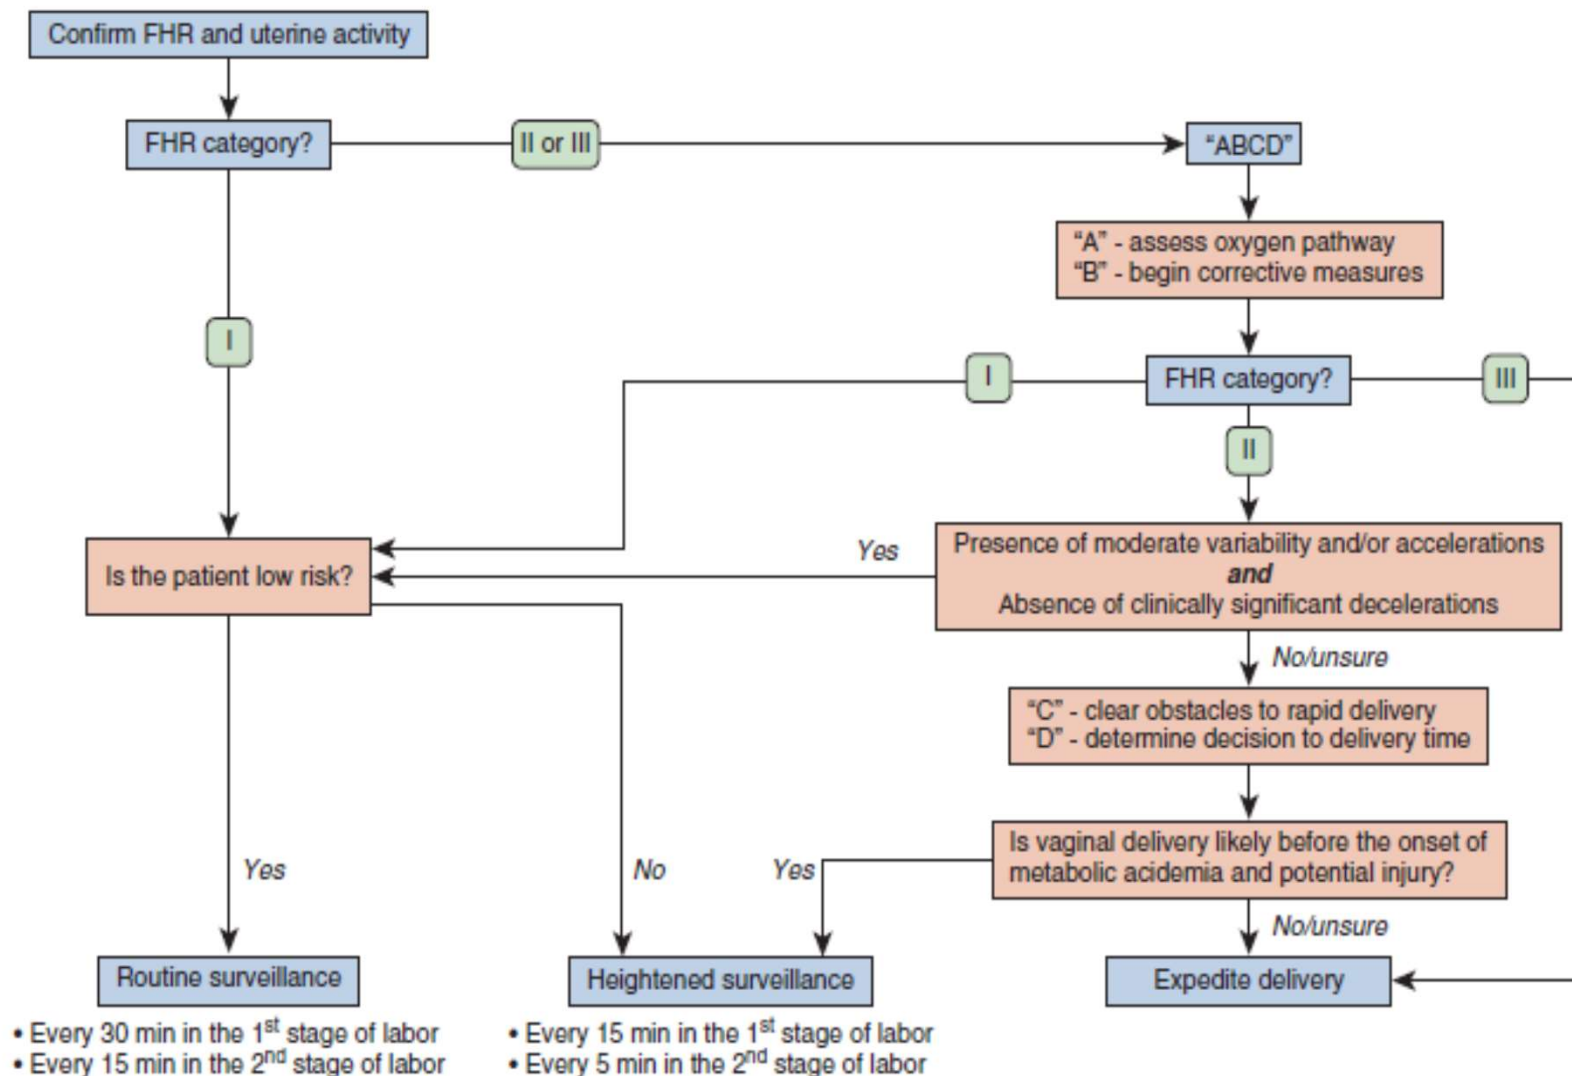 Confirm FHR and uterine activity
FHR category?
II or III
“ABCD”
“A” - assess oxygen pathway
“B” - begin corrective measures
I
I
FHR category?
III
II
Is the patient low risk?
Yes
Presence of moderate variability and/or accelerations
and
Absence of clinically significant decelerations
No/unsure
“C” - clear obstacles to rapid delivery
“D” - determine decision to delivery time
Is vaginal delivery likely before the onset of
metabolic acidemia and potential injury?
Yes
No
Yes
No/unsure
Routine surveillance
Heightened surveillance
Expedite delivery
• Every 30 min in the 1st stage of labor
• Every 15 min in the 2nd stage of labor
• Every 15 min in the 1st stage of labor
• Every 5 min in the 2nd stage of labor